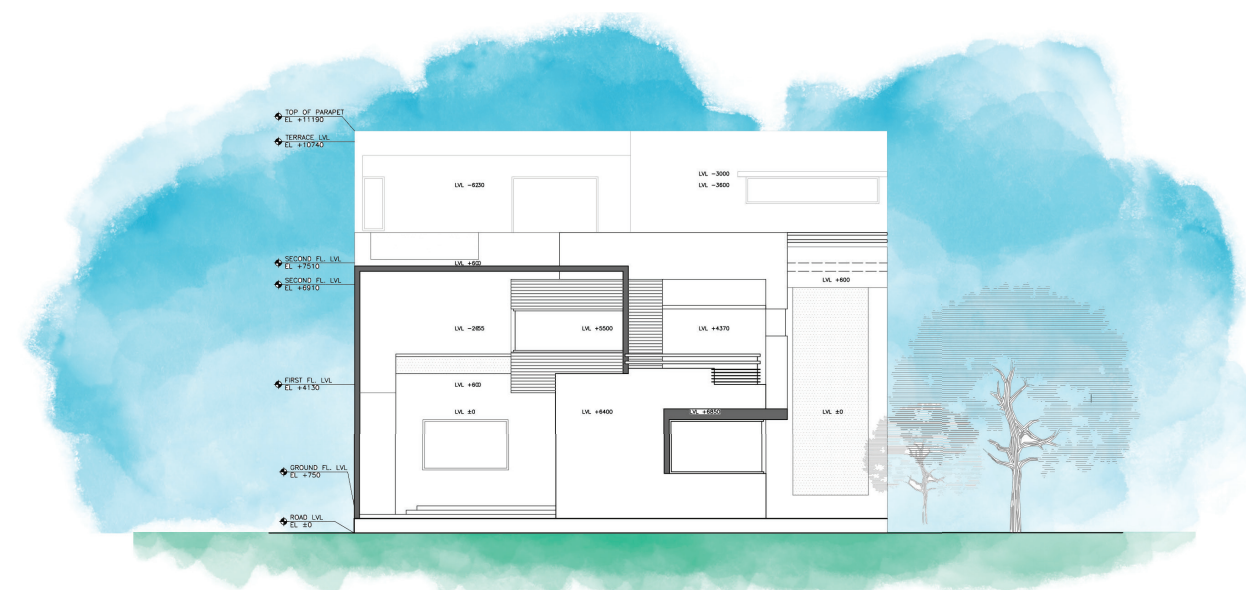 TOP OF PARAPET
EL +11190
TERRACE LVL
EL +10740
LVL -3000
LVL -6230
LVL -3600
SECOND FL. LVL
EL +7510
LVL +600
SECOND FL. LVL
EL +6910
LVL +600
LVL -2655
LVL +5500
LVL +4370
FIRST FL. LVL
EL +4130
LVL +600
LVL ±0
LVL +6400
LVL +6850
LVL ±0
GROUND FL. LVL
EL +750
ROAD LVL
EL ±0